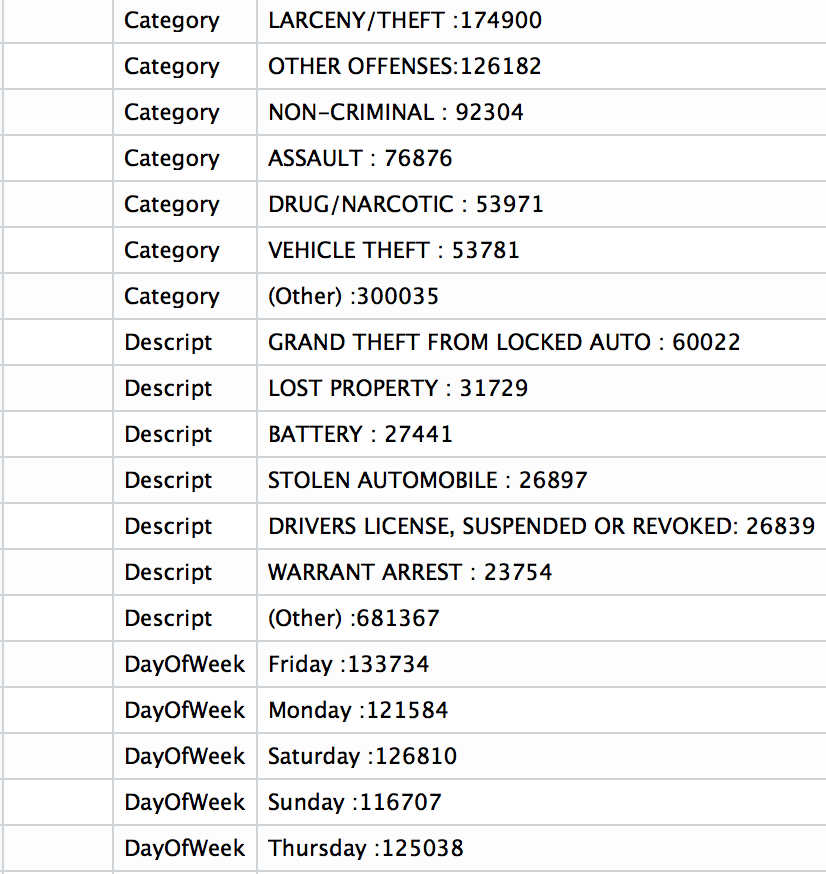 Category LARCENY/THEFT :174900
Category OTHER OFFENSES:126182
Category NON-CRIMINAL : 92304
Category ASSAULT : 76876
Category DRUG/NARCOTIC : 53971
Category VEHICLE THEFT : 53781
Category (Other) :300035
Descript GRAND THEFT FROM LOCKED AUTO : 60022
Descript LOST PROPERTY : 31729
Descript BATTERY : 27441
Descript STOLEN AUTOMOBILE : 26897
Descript DRIVERS LICENSE, SUSPENDED OR REVOKED: 26839
Descript WARRANT ARREST : 23754
Descript (Other) :681367
DayOfWeek Friday :133734
DayOfWeek Monday :121584
DayOfWeek Saturday :126810
DayOfWeek Sunday :116707
DayOfWeek Thursday :125038